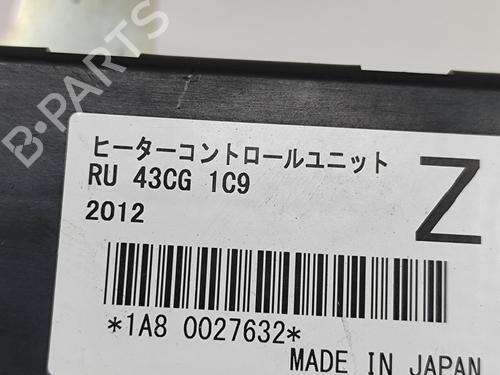 B-PARTS
ヒーターコントロールユニット
RU 43CG 1C9
2012
Z
*1A8 0027632*
MADE IN JAPAN